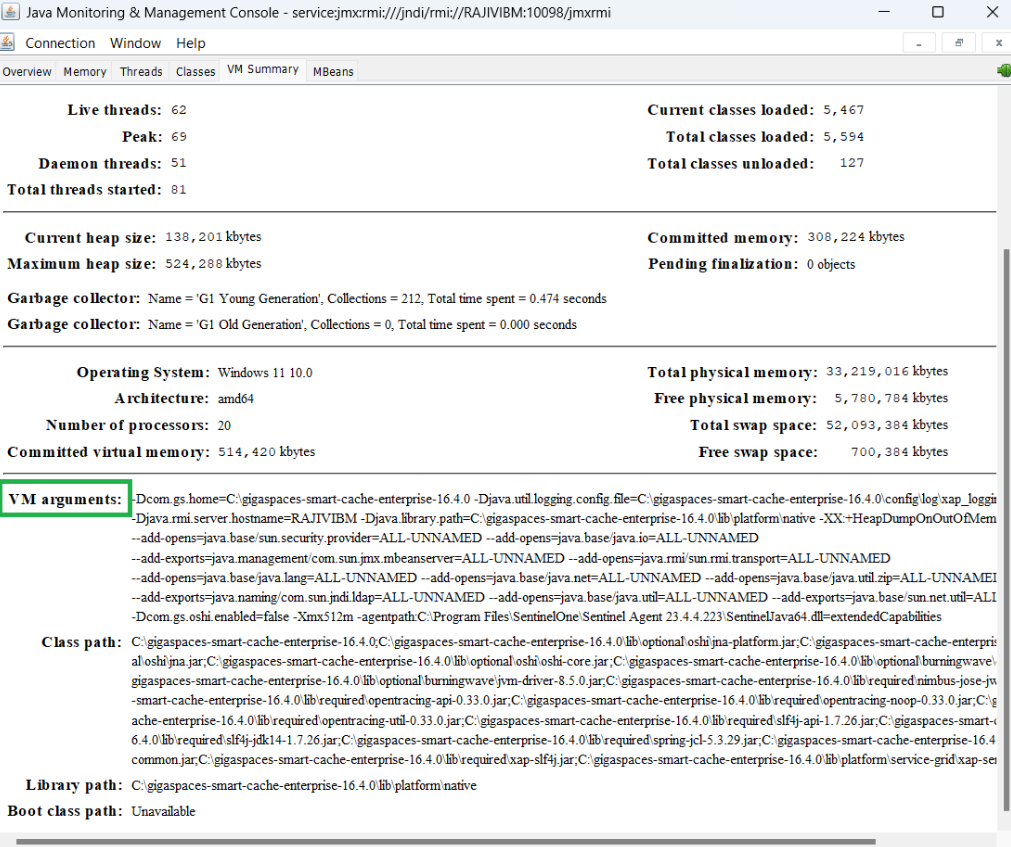 Java Monitoring & Management Console - service:jmx:rmi:///jndi/rmi://RAJIVIBM:10098/jmxrmi
Connection Window Help
Overview Memory Threads Classes VM Summary MBeans
Live threads: 62 Current classes loaded: 5,467
Peak: 69 Total classes loaded: 5,594
Daemon threads: 51 Total classes unloaded: 127
Total threads started: 81
Current heap size: 138,201 kbytes Committed memory: 308,224 kbytes
Maximum heap size: 524,288 kbytes Pending finalization: 0 objects
Garbage collector: Name = 'G1 Young Generation', Collections = 212, Total time spent = 0.474 seconds
Garbage collector: Name = 'G1 Old Generation', Collections = 0, Total time spent = 0.000 seconds
Operating System: Windows 11 10.0 Total physical memory: 33,219,016 kbytes
Architecture: amd64 Free physical memory: 5,780,784 kbytes
Number of processors: 20 Total swap space: 52,093,384 kbytes
Committed virtual memory: 514,420 kbytes Free swap space: 700,384 kbytes
VM arguments: -Dcom.gs.home=C:\gigaspaces-smart-cache-enterprise-16.4.0 -Djava.util.logging.config.file=C:\gigaspaces-smart-cache-enterprise-16.4.0\config\log\xap_loggin
-Djava.rmi.server.hostname=RAJIVIBM -Djava.library.path=C:\gigaspaces-smart-cache-enterprise-16.4.0\lib\platform\native -XX:+HeapDumpOnOutOfMem
--add-opens=java.base/sun.security.provider=ALL-UNNAMED --add-opens=java.base/java.io=ALL-UNNAMED
--add-exports=java.management/com.sun.jmx.mbeanserver=ALL-UNNAMED --add-opens=java.rmi/sun.rmi.transport=ALL-UNNAMED
--add-opens=java.base/java.lang=ALL-UNNAMED --add-opens=java.base/java.net=ALL-UNNAMED --add-opens=java.base/java.util.zip=ALL-UNNAMEI
--add-exports=java.naming/com.sun.jndi.ldap=ALL-UNNAMED --add-opens=java.base/java.util=ALL-UNNAMED --add-exports=java.base/sun.net.util=ALI
-Dcom.gs.oshi.enabled=false -Xmx512m -agentpath:C:\Program Files\SentinelOne\Sentinel Agent 23.4.4.223\SentinelJava64.dll=extendedCapabilities
Class path: C:\gigaspaces-smart-cache-enterprise-16.4.0;C:\gigaspaces-smart-cache-enterprise-16.4.0\lib\optional\oshi\jna-platform.jar;C:\gigaspaces-smart-cache-enterpris
al\oshi\jna.jar;C:\gigaspaces-smart-cache-enterprise-16.4.0\lib\optional\oshi\oshi-core.jar;C:\gigaspaces-smart-cache-enterprise-16.4.0\lib\optional\burningwave\
gigaspaces-smart-cache-enterprise-16.4.0\lib\optional\burningwave\jvm-driver-8.5.0.jar;C:\gigaspaces-smart-cache-enterprise-16.4.0\lib\required\nimbus-jose-jw
-smart-cache-enterprise-16.4.0\lib\required\opentracing-api-0.33.0.jar;C:\gigaspaces-smart-cache-enterprise-16.4.0\lib\required\opentracing-noop-0.33.0.jar;C:\g
ache-enterprise-16.4.0\lib\required\opentracing-util-0.33.0.jar;C:\gigaspaces-smart-cache-enterprise-16.4.0\lib\required\slf4j-api-1.7.26.jar;C:\gigaspaces-smart-c
6.4.0\lib\required\slf4j-jdk14-1.7.26.jar;C:\gigaspaces-smart-cache-enterprise-16.4.0\lib\required\spring-jcl-5.3.29.jar;C:\gigaspaces-smart-cache-enterprise-16.4
common.jar;C:\gigaspaces-smart-cache-enterprise-16.4.0\lib\required\xap-slf4j.jar;C:\gigaspaces-smart-cache-enterprise-16.4.0\lib\platform\service-grid\xap-ser
Library path: C:\gigaspaces-smart-cache-enterprise-16.4.0\lib\platform\native
Boot class path: Unavailable